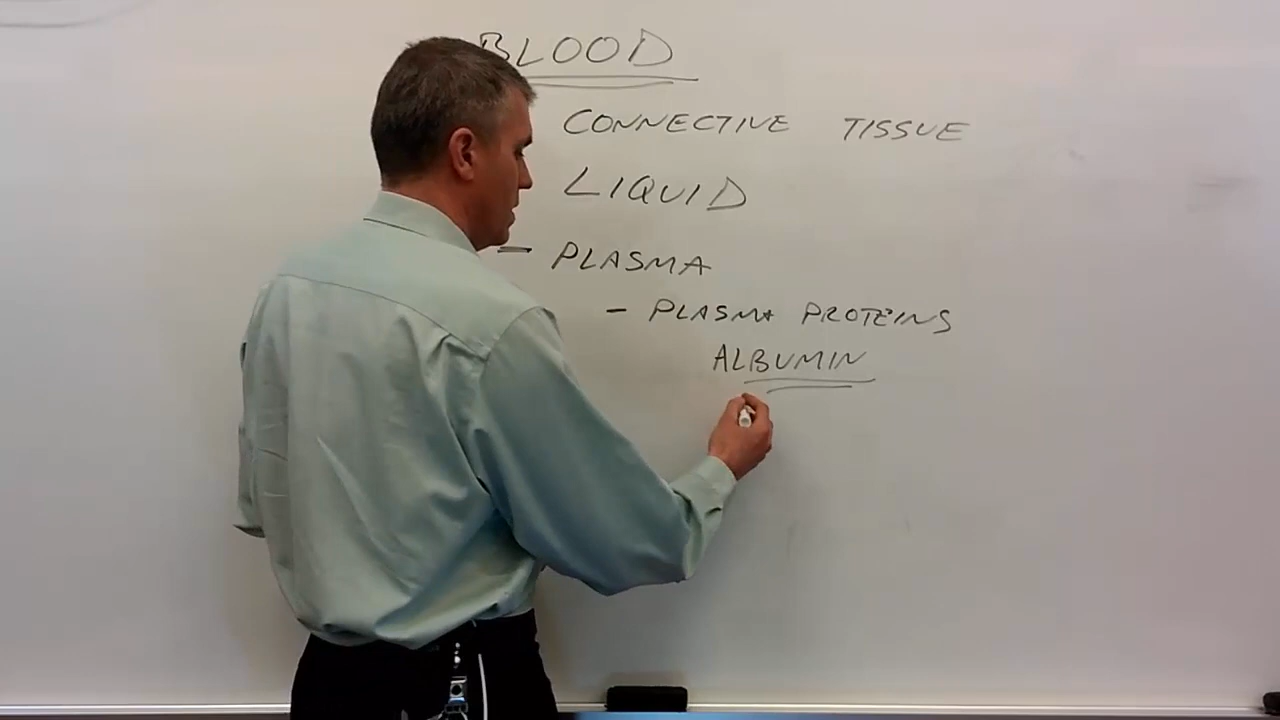 BLOOD
CONNECTIVE TISSUE
LIQUID
- PLASMA
- PLASMA PROTEINS
ALBUMIN